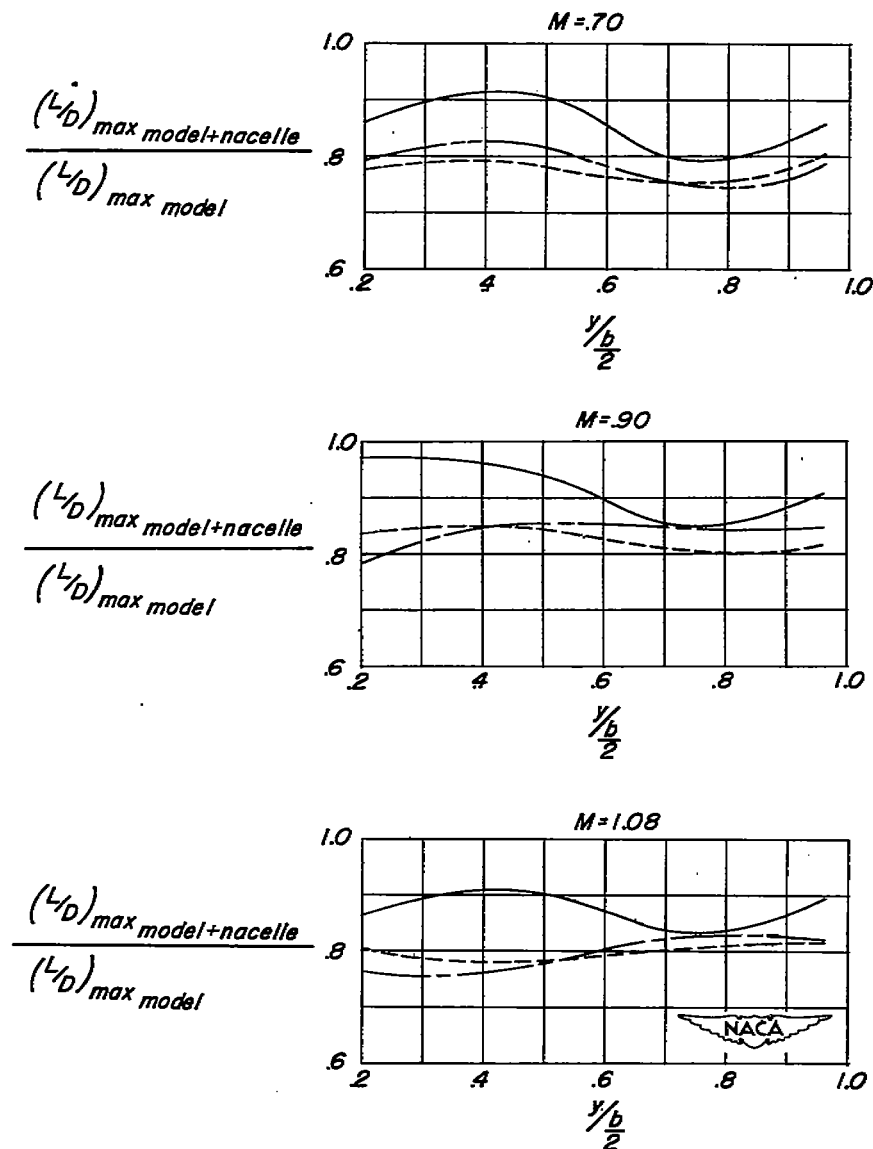 M=.70
1.0
.8
.6
(L/D)max model+nacelle
(L/D)max model
.2 .4 .6 .8 1.0
y/b/2
M=.90
1.0
.8
.6
(L/D)max model+nacelle
(L/D)max model
.2 .4 .6 .8 1.0
y/b/2
M=1.08
1.0
.8
.6
(L/D)max model+nacelle
(L/D)max model
NACA
.2 .4 .6 .8 1.0
y/b/2